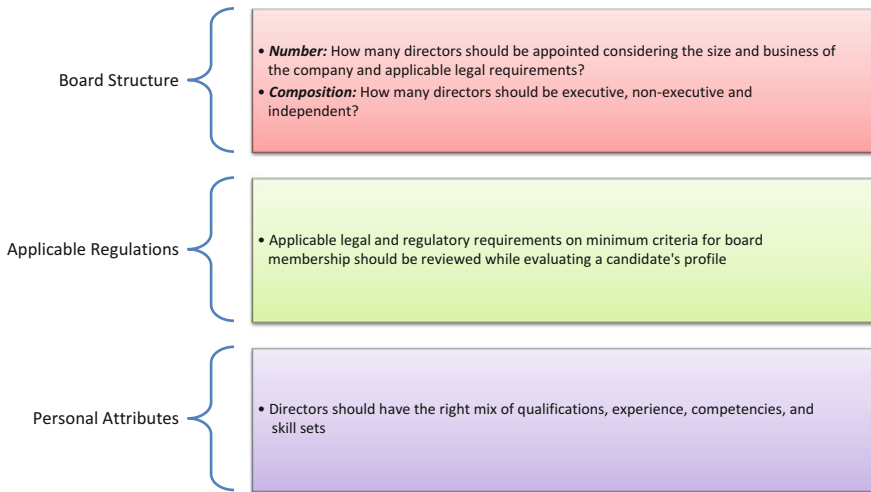 Board Structure
• Number: How many directors should be appointed considering the size and business of
the company and applicable legal requirements?
• Composition: How many directors should be executive, non-executive and
independent?
Applicable Regulations
• Applicable legal and regulatory requirements on minimum criteria for board
membership should be reviewed while evaluating a candidate's profile
Personal Attributes
• Directors should have the right mix of qualifications, experience, competencies, and
skill sets